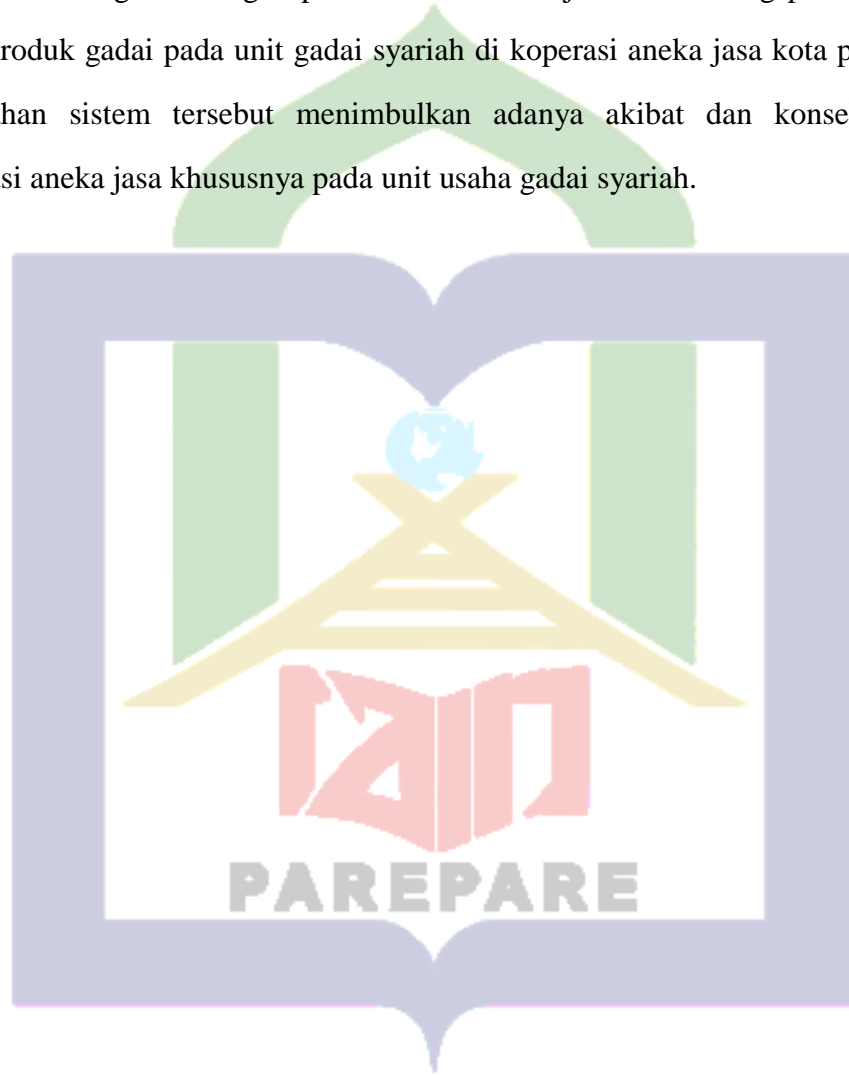 roduk gadai pada unit gadai syariah di koperasi aneka jasa kota p
han sistem tersebut menimbulkan adanya akibat dan konse
si aneka jasa khususnya pada unit usaha gadai syariah.
iain
PAREPARE